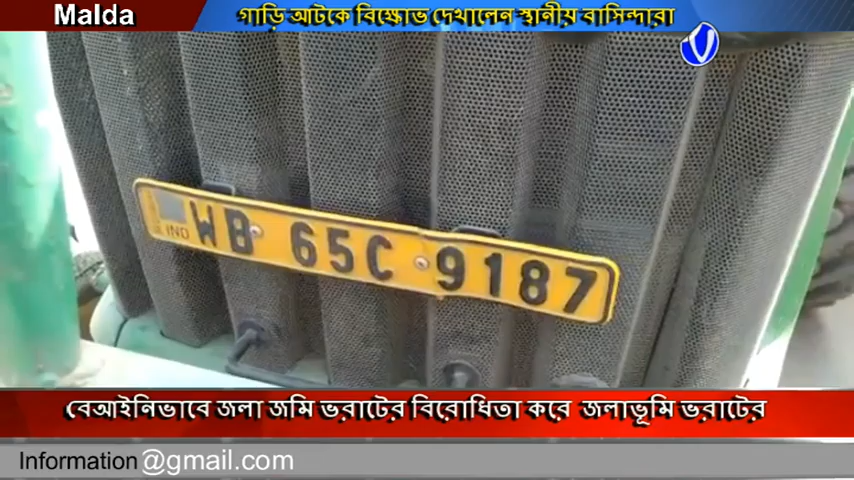 Malda
গাড়ি আটকে বিক্ষোভ দেখালেন স্থানীয় বাসিন্দারা
IND WB 65C 9187
বেআইনিভাবে জলা জমি ভরাটের বিরোধিতা করে জলাভূমি ভরাটের
Information@gmail.com